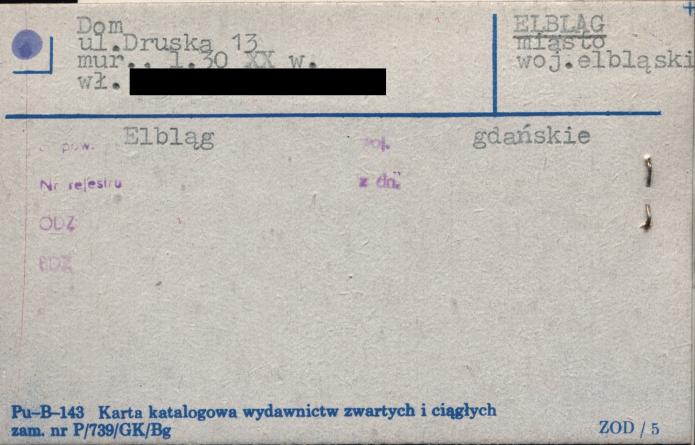 Dom
ul.Druska 13
mur., l.30 XX w.
wł.
ELBLĄG
miasto
woj.elbląski
pow. Elbląg woj. gdańskie
Nr rejestru z dn.
ODZ
BDZ
Pu–B–143 Karta katalogowa wydawnictw zwartych i ciągłych
zam. nr P/739/GK/Bg
ZOD / 5